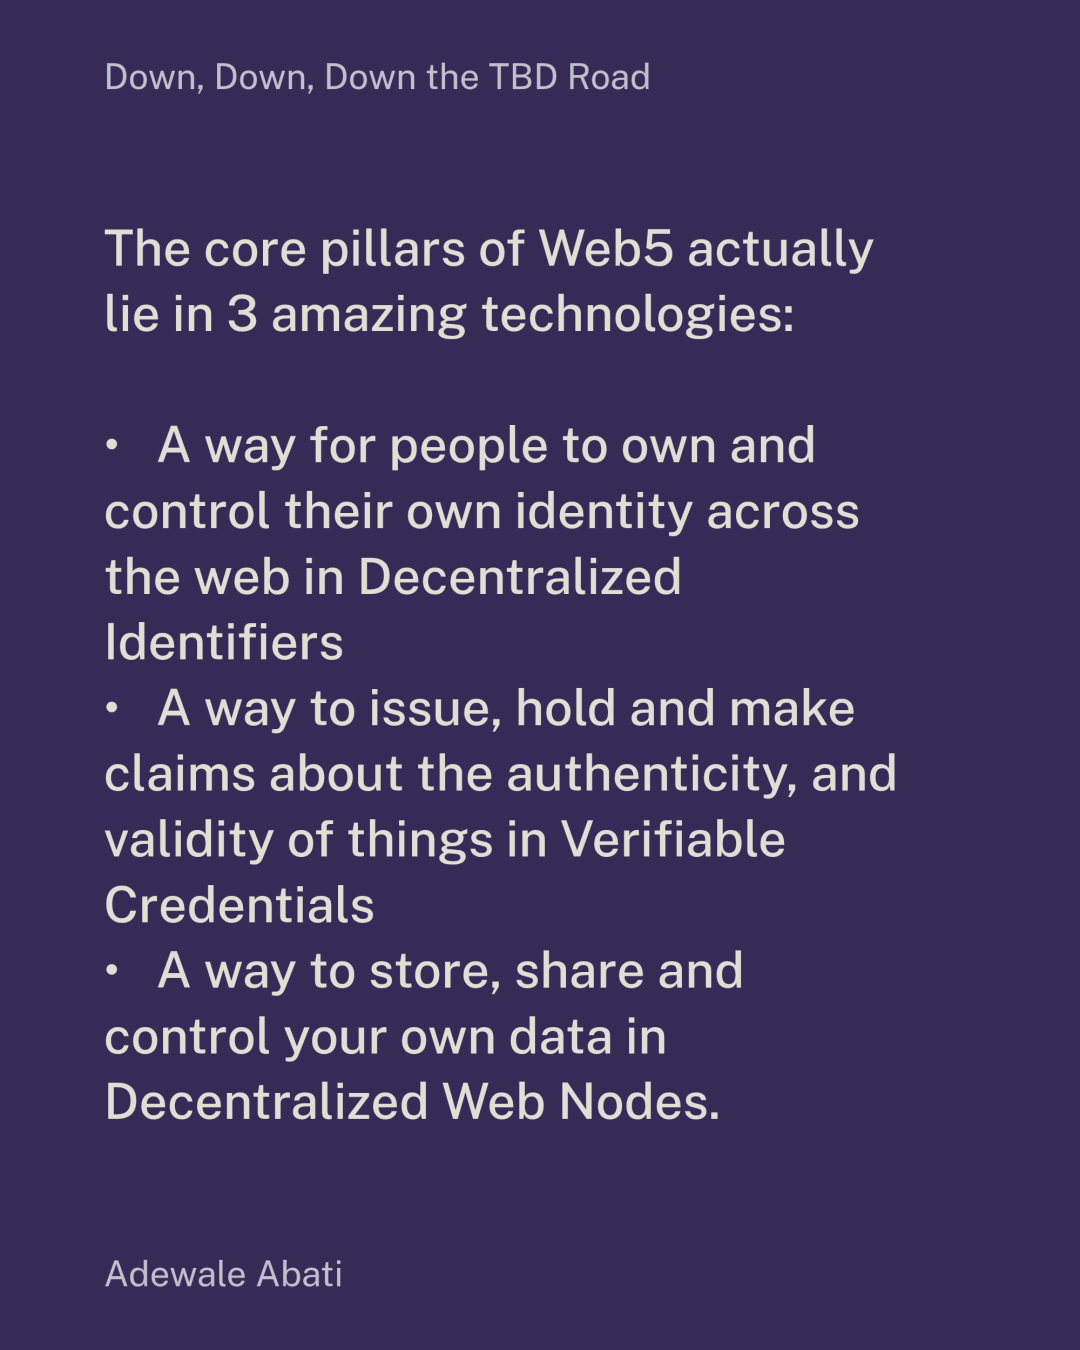 Down, Down, Down the TBD Road
The core pillars of Web5 actually
lie in 3 amazing technologies:
• A way for people to own and
control their own identity across
the web in Decentralized
Identifiers
• A way to issue, hold and make
claims about the authenticity, and
validity of things in Verifiable
Credentials
• A way to store, share and
control your own data in
Decentralized Web Nodes.
Adewale Abati